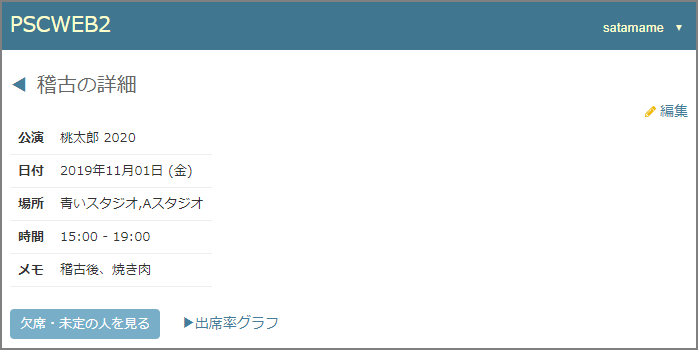 PSCWEB2
satamame ▼
◀ 稽古の詳細
編集
公演 桃太郎 2020
日付 2019年11月01日 (金)
場所 青いスタジオ,Aスタジオ
時間 15:00 - 19:00
メモ 稽古後、焼き肉
欠席・未定の人を見る ▶出席率グラフ